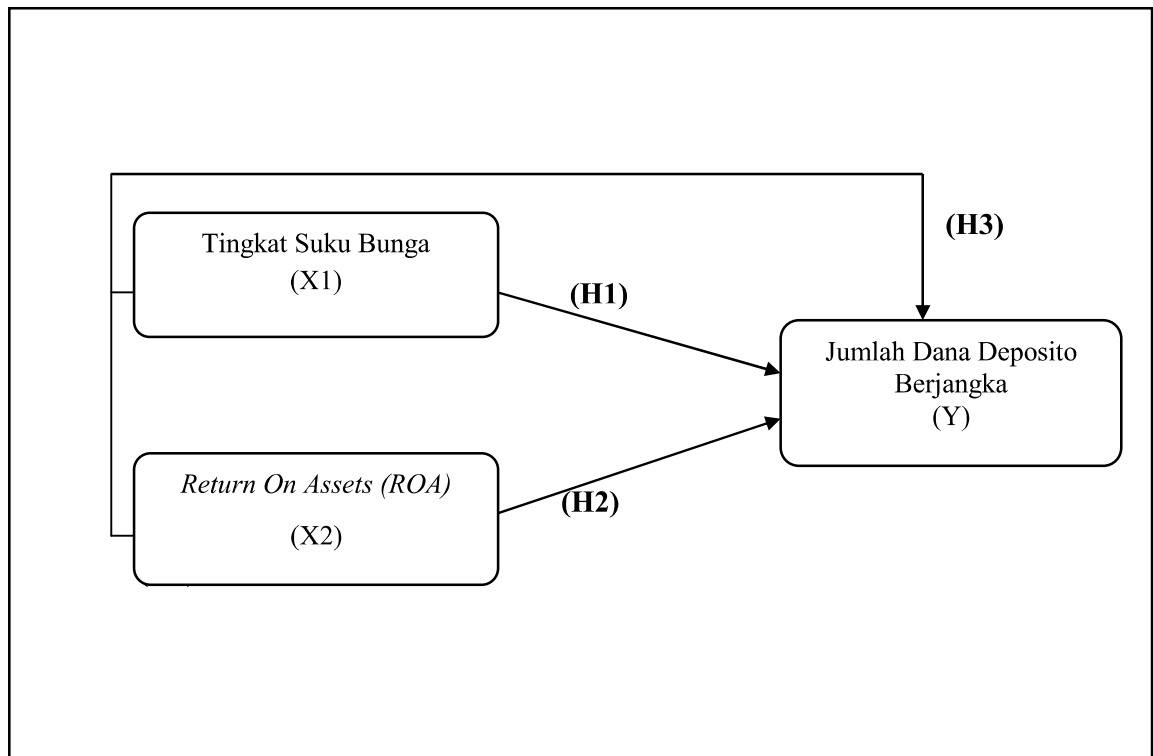 (H3)
Tingkat Suku Bunga
(X1)
(H1)
Jumlah Dana Deposito
Berjangka
(Y)
Return On Assets (ROA)
(X2)
(H2)